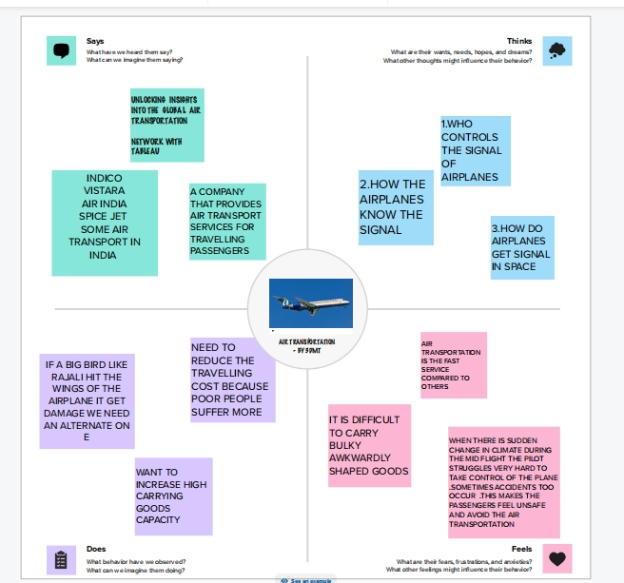 Says
What have we heard them say?
What can we imagine them saying?
Thinks
What are their wants, needs, hopes, and dreams?
What other thoughts might influence their behavior?
UNLOCKING INSIGHTS
INTO THE GLOBAL AIR
TRANSPORTATION
NETWORK WITH
TABLEAU
INDICO
VISTARA
AIR INDIA
SPICE JET
SOME AIR
TRANSPORT IN
INDIA
A COMPANY
THAT PROVIDES
AIR TRANSPORT
SERVICES FOR
TRAVELLING
PASSENGERS
1.WHO
CONTROLS
THE SIGNAL
OF
AIRPLANES
2.HOW THE
AIRPLANES
KNOW THE
SIGNAL
3.HOW DO
AIRPLANES
GET SIGNAL
IN SPACE
AIR TRANSPORTATION
IF A BIG BIRD LIKE
RAJALI HIT THE
WINGS OF THE
AIRPLANE IT GET
DAMAGE WE NEED
AN ALTERNATE ON
E
NEED TO
REDUCE THE
TRAVELLING
COST BECAUSE
POOR PEOPLE
SUFFER MORE
WANT TO
INCREASE HIGH
CARRYING
GOODS
CAPACITY
AIR
TRANSPORTATION
IS THE FAST
SERVICE
COMPARED TO
OTHERS
IT IS DIFFICULT
TO CARRY
BULKY
AWKWARDLY
SHAPED GOODS
WHEN THERE IS SUDDEN
CHANGE IN CLIMATE DURING
THE MID FLIGHT THE PILOT
STRUGGLES VERY HARD TO
TAKE CONTROL OF THE PLANE
.SOMETIMES ACCIDENTS TOO
OCCUR .THIS MAKES THE
PASSENGERS FEEL UNSAFE
AND AVOID THE AIR
TRANSPORTATION
Does
What behavior have we observed?
What can we imagine them doing?
Feels
What are their fears, frustrations, and anxieties?
What other feelings might influence their behavior?
See an example